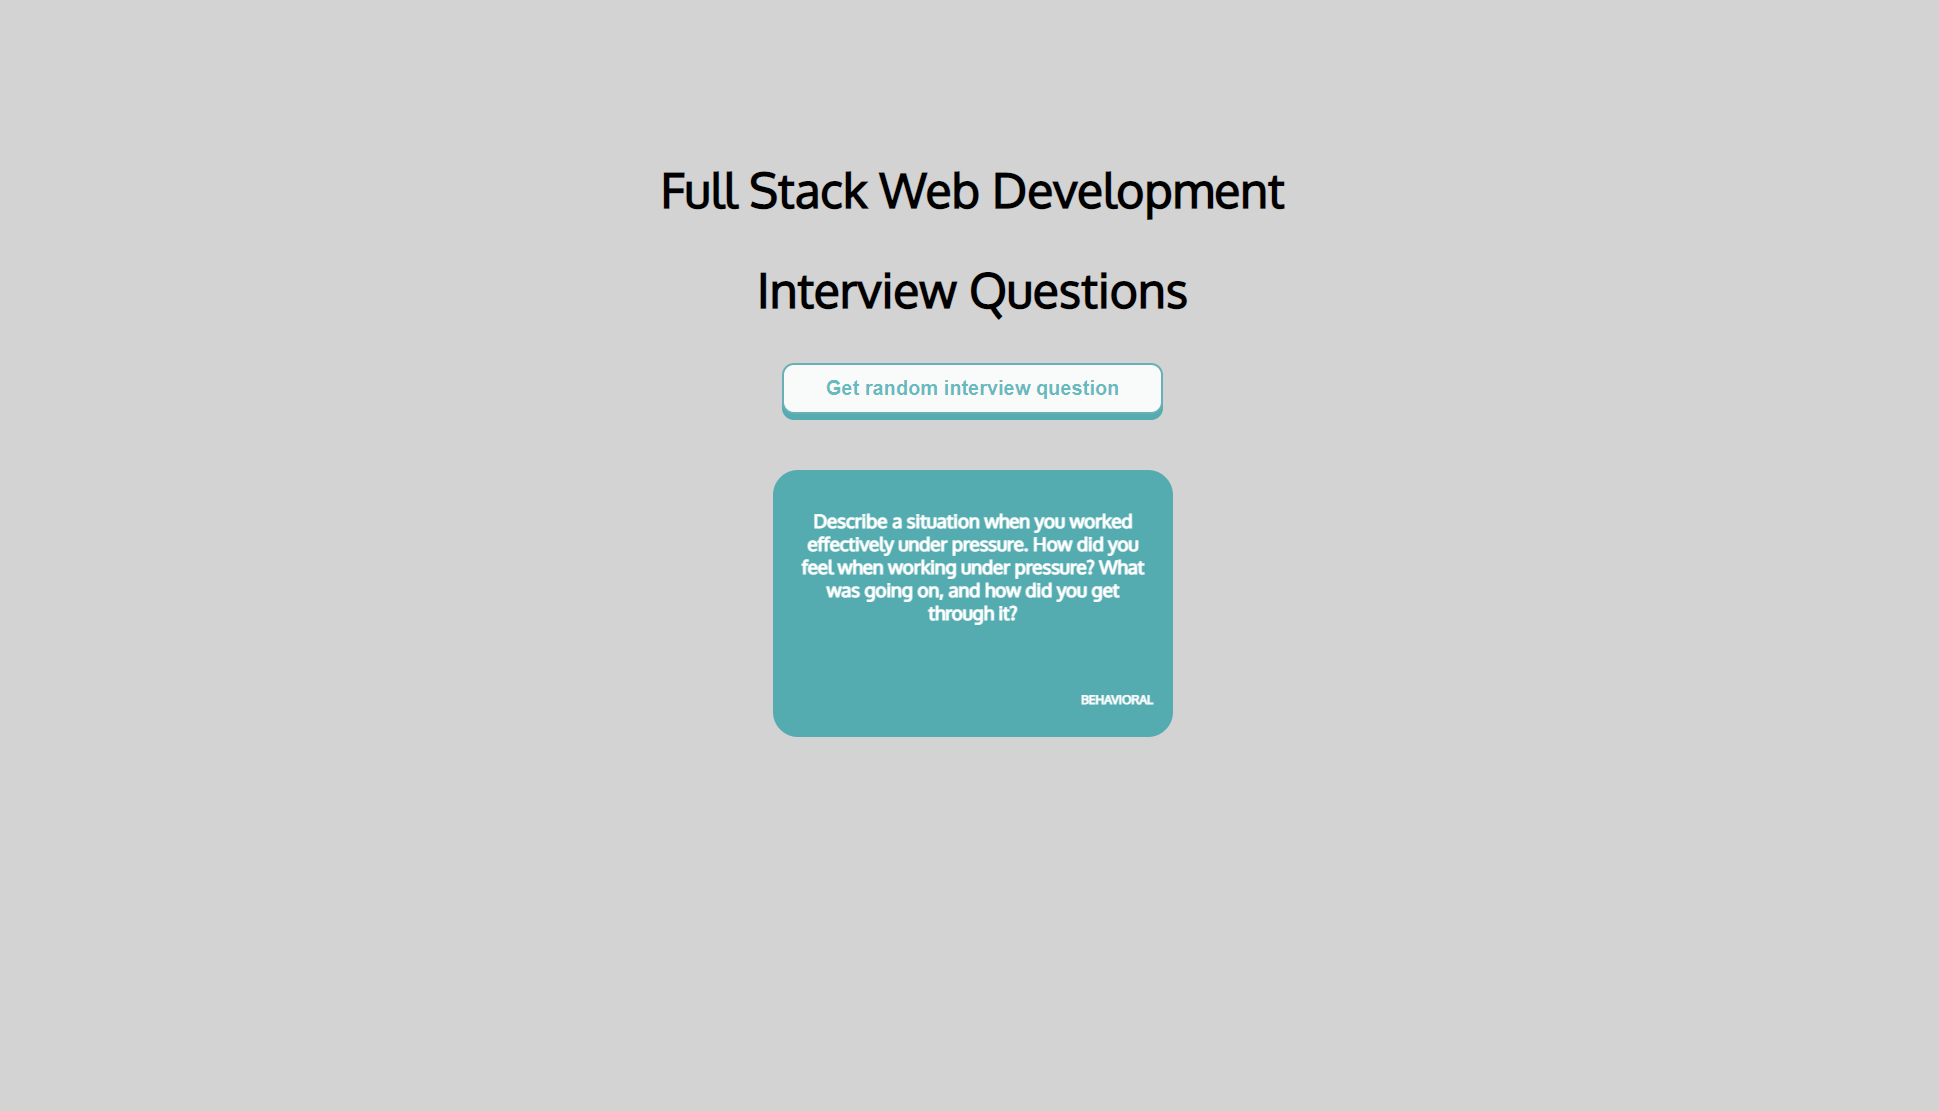 Full Stack Web Development
Interview Questions
Get random interview question
Describe a situation when you worked
effectively under pressure. How did you
feel when working under pressure? What
was going on, and how did you get
through it?
BEHAVIORAL